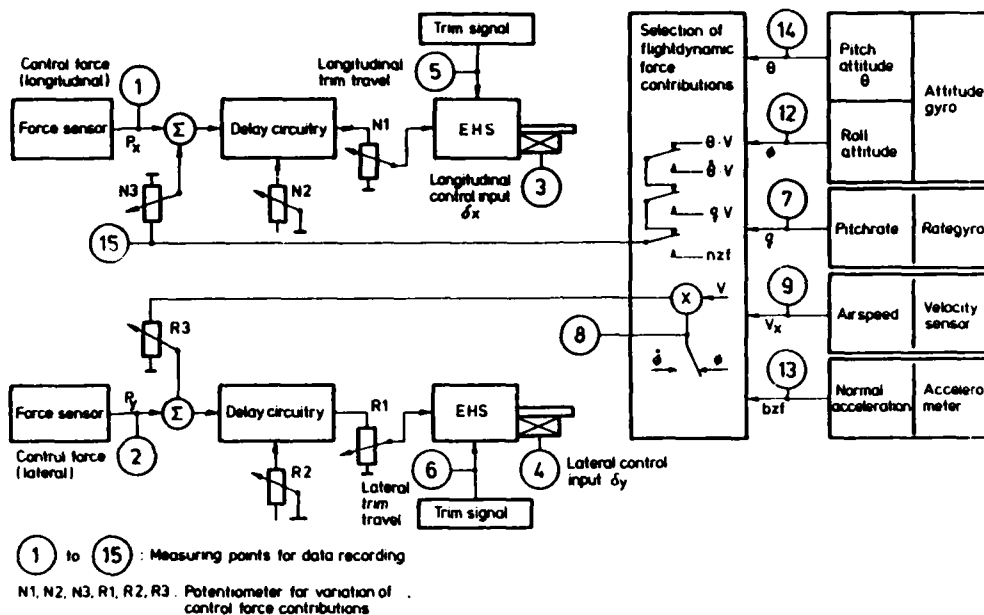 Trim signal
Control force
(longitudinal)
1
Longitudinal
trim travel
5
Selection of
flightdynamic
force
contributions
14
θ
Pitch
attitude
θ
Attitude
gyro
Force sensor
Px
Σ
Delay circuitry
N1
EHS
12
ϕ
Roll
attitude
N3
N2
Longitudinal
control input
δx
3
θ·V
θ̇·V
q·V
nzf
7
q
Pitchrate
Rategyro
15
R3
X
V
9
Vx
Airspeed
Velocity
sensor
8
ϕ̇
ϕ
13
bzf
Normal
acceleration
Accelero
meter
Force sensor
Py
Σ
Delay circuitry
R1
EHS
Control force
(lateral)
2
R2
Lateral
trim
travel
6
4
Lateral control
input δy
Trim signal
1 to 15 : Measuring points for data recording
N1, N2, N3, R1, R2, R3 . Potentiometer for variation of
control force contributions